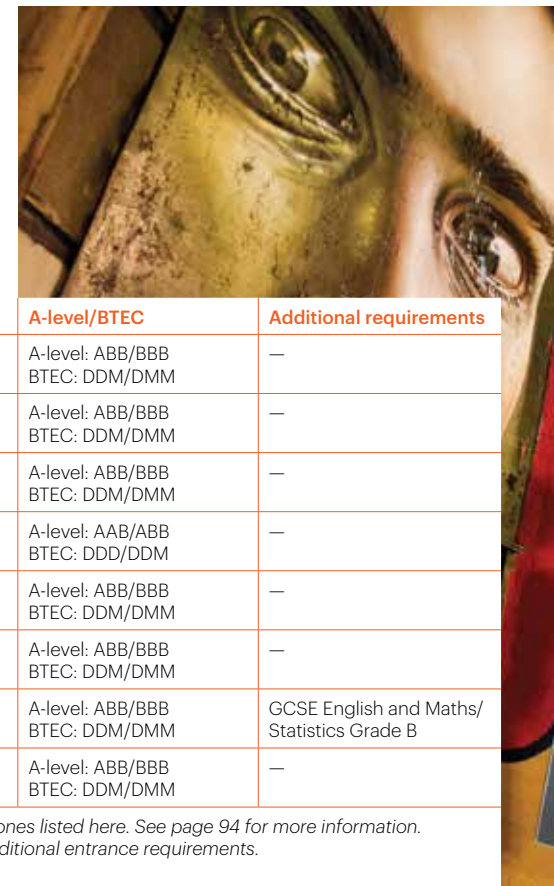 A-level/BTEC Additional requirements
A-level: ABB/BBB —
BTEC: DDM/DMM
A-level: ABB/BBB —
BTEC: DDM/DMM
A-level: ABB/BBB —
BTEC: DDM/DMM
A-level: AAB/ABB —
BTEC: DDD/DDM
A-level: ABB/BBB —
BTEC: DDM/DMM
A-level: ABB/BBB —
BTEC: DDM/DMM
A-level: ABB/BBB GCSE English and Maths/
BTEC: DDM/DMM Statistics Grade B
A-level: ABB/BBB —
BTEC: DDM/DMM
ones listed here. See page 94 for more information.
ditional entrance requirements.